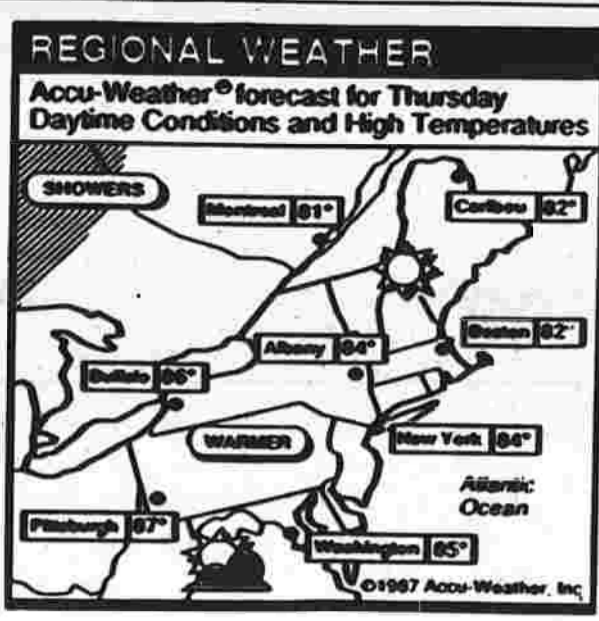 REGIONAL WEATHER
Accu-Weather® forecast for Thursday
Daytime Conditions and High Temperatures
SHOWERS
Montreal 81°
Caribou 82°
Boston 82°
Albany 84°
Buffalo 86°
WARMER
New York 84°
Atlantic
Ocean
Pittsburgh 87°
Washington 85°
©1987 Accu-Weather, Inc